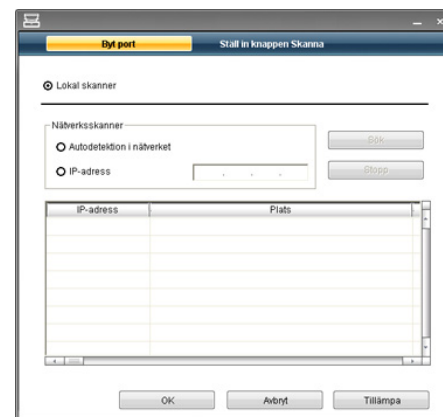 Byt port Ställ in knappen Skanna
Lokal skanner
Nätverksskanner
Autodetektion i nätverket
Sök
IP-adress
Stopp
IP-adress Plats
OK Avbryt Tillämpa